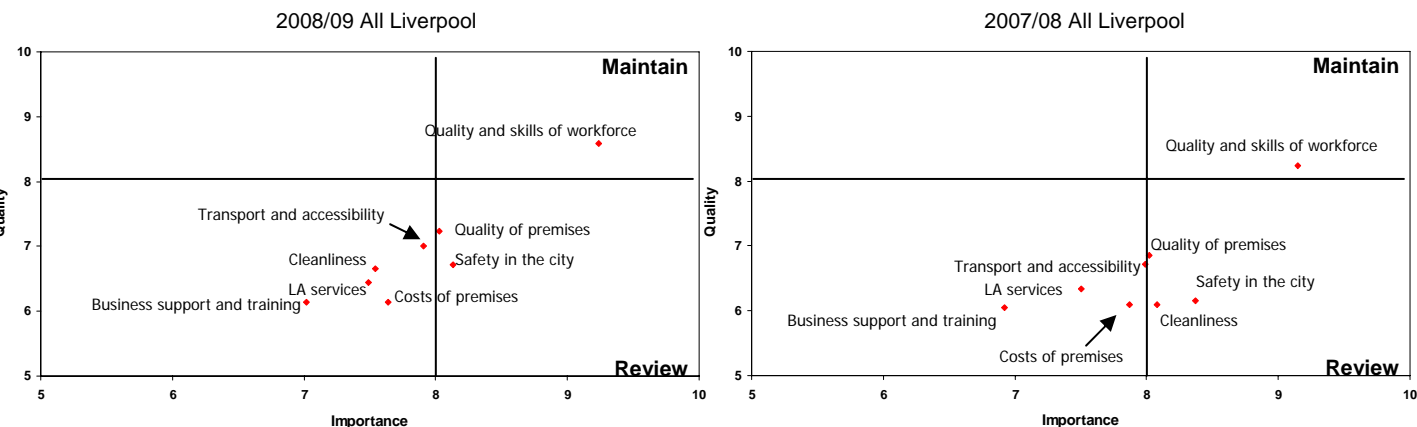 2008/09 All Liverpool
10
9
8
7
6
5
Quality
Maintain
Quality and skills of workforce
Transport and accessibility
Quality of premises
Cleanliness
Safety in the city
LA services
Costs of premises
Business support and training
Review
5
6
7
8
9
10
Importance
2007/08 All Liverpool
10
9
8
7
6
5
Quality
Maintain
Quality and skills of workforce
Quality of premises
Transport and accessibility
Safety in the city
LA services
Business support and training
Cleanliness
Costs of premises
Review
5
6
7
8
9
10
Importance